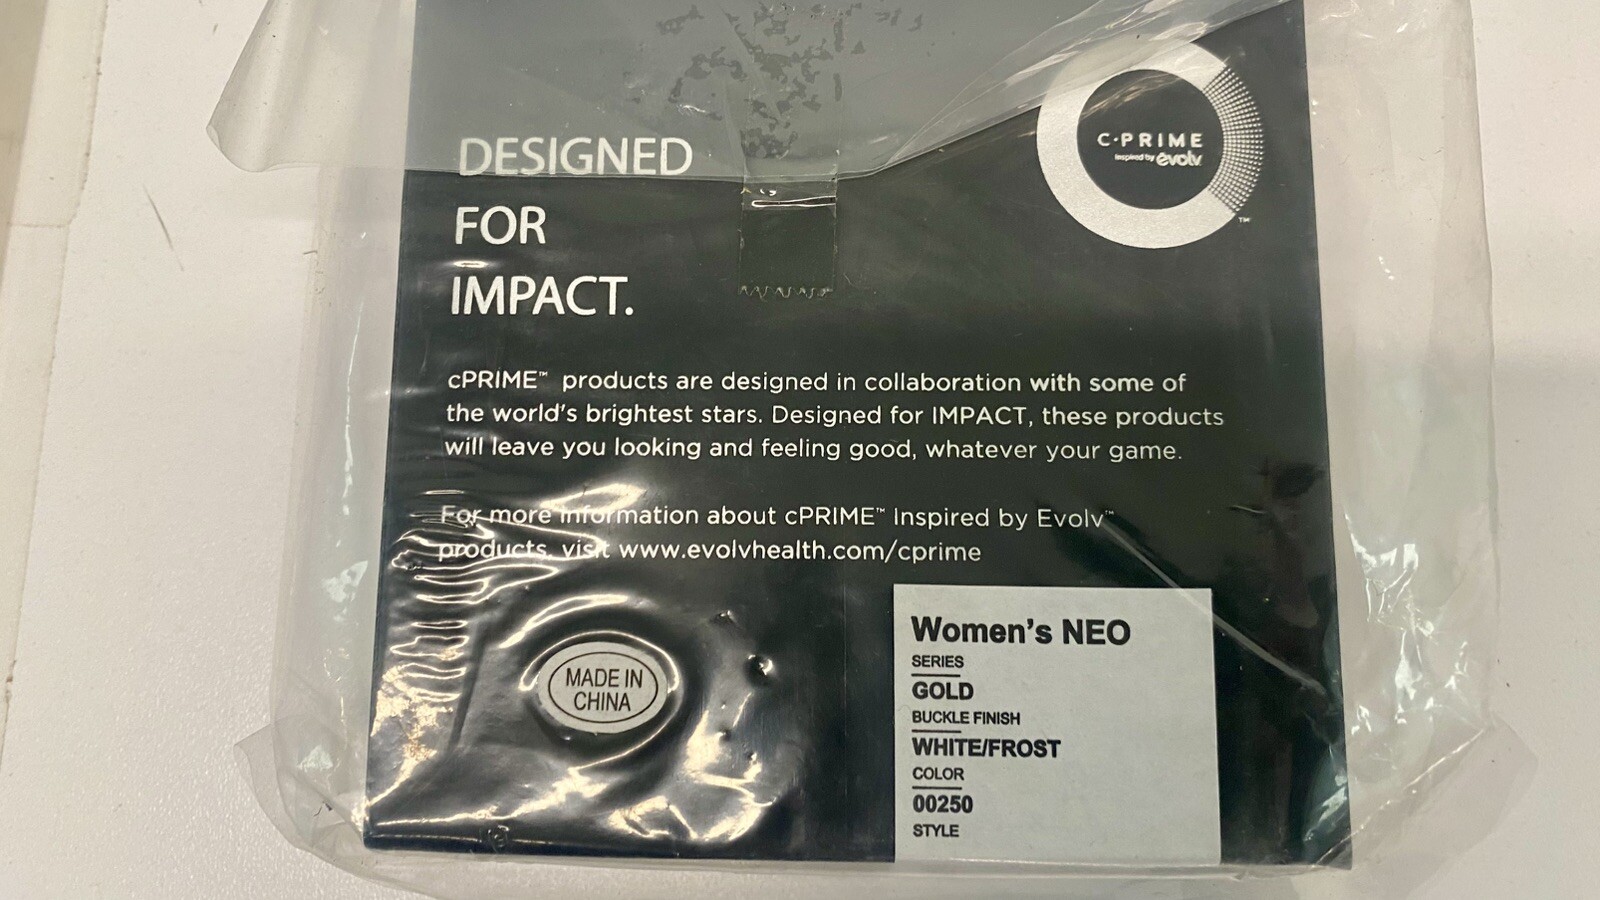 DESIGNED
FOR
IMPACT.
C·PRIME
inspired by evolv
™
cPRIME™ products are designed in collaboration with some of
the world's brightest stars. Designed for IMPACT, these products
will leave you looking and feeling good, whatever your game.
For more information about cPRIME™ Inspired by Evolv™
products, visit www.evolvhealth.com/cprime
MADE IN
CHINA
Women's NEO
SERIES
GOLD
BUCKLE FINISH
WHITE/FROST
COLOR
00250
STYLE